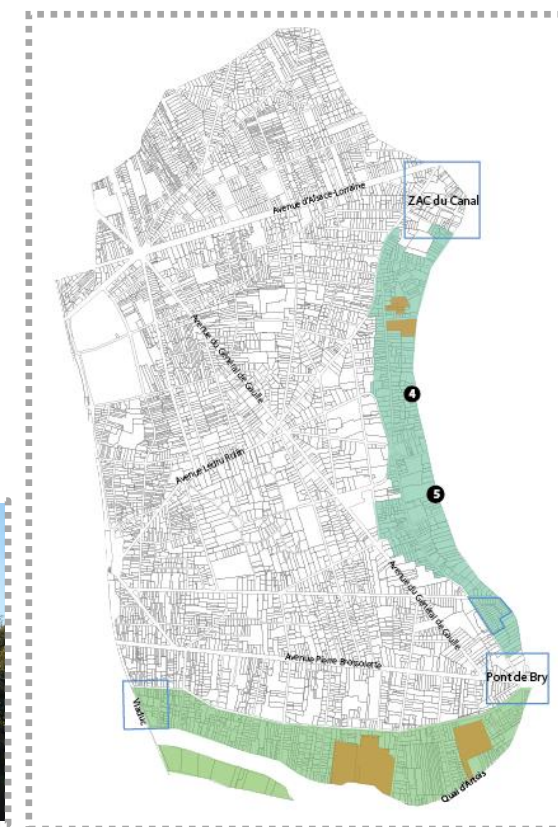 Avenue d'Alsace-Lorraine
ZAC du Canal
Avenue du Général de Gaulle
4
Avenue Ledru Rollin
5
Avenue du Général de Gaulle
Avenue Pierre Brossolette
Pont de Bry
Viaduc
Quai d'Artois